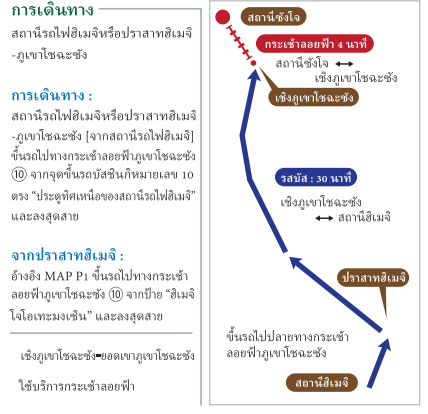 การเดินทาง
สถานีรถไฟฮิเมจิหรือปราสาทฮิเมจิ
-ภูเขาโชฉะซัง
การเดินทาง :
สถานีรถไฟฮิเมจิหรือปราสาทฮิเมจิ
-ภูเขาโชฉะซัง [จากสถานีรถไฟฮิเมจิ]
ขึ้นรถไปทางกระเช้าลอยฟ้าภูเขาโชฉะซัง
⑩ จากจุดขึ้นรถบัสชินกิหมายเลข 10
ตรง “ประตูทิศเหนือของสถานีรถไฟฮิเมจิ”
และลงสุดสาย
จากปราสาทฮิเมจิ :
อ้างอิง MAP P1 ขึ้นรถไปทางกระเช้า
ลอยฟ้าภูเขาโชฉะซัง ⑩ จากป้าย “ฮิเมจิ
โจโอเทะมงเซ็น” และลงสุดสาย
เชิงภูเขาโชฉะซัง-ยอดเขาภูเขาโชฉะซัง
ใช้บริการกระเช้าลอยฟ้า
สถานีซังโจ
กระเช้าลอยฟ้า 4 นาที
สถานีซังโจ ↔
เชิงภูเขาโชฉะซัง
เชิงภูเขาโชฉะซัง
รสบัส : 30 นาที
เชิงภูเขาโชฉะซัง
↔ สถานีฮิเมจิ
ปราสาทฮิเมจิ
ขึ้นรถไปปลายทางกระเช้า
ลอยฟ้าภูเขาโชฉะซัง
สถานีฮิเมจิ